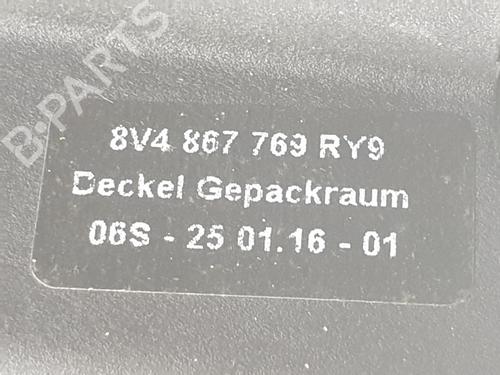 B-PARTS
8V4 867 769 RY9
Deckel Gepackraum
06S - 25 01.16 - 01